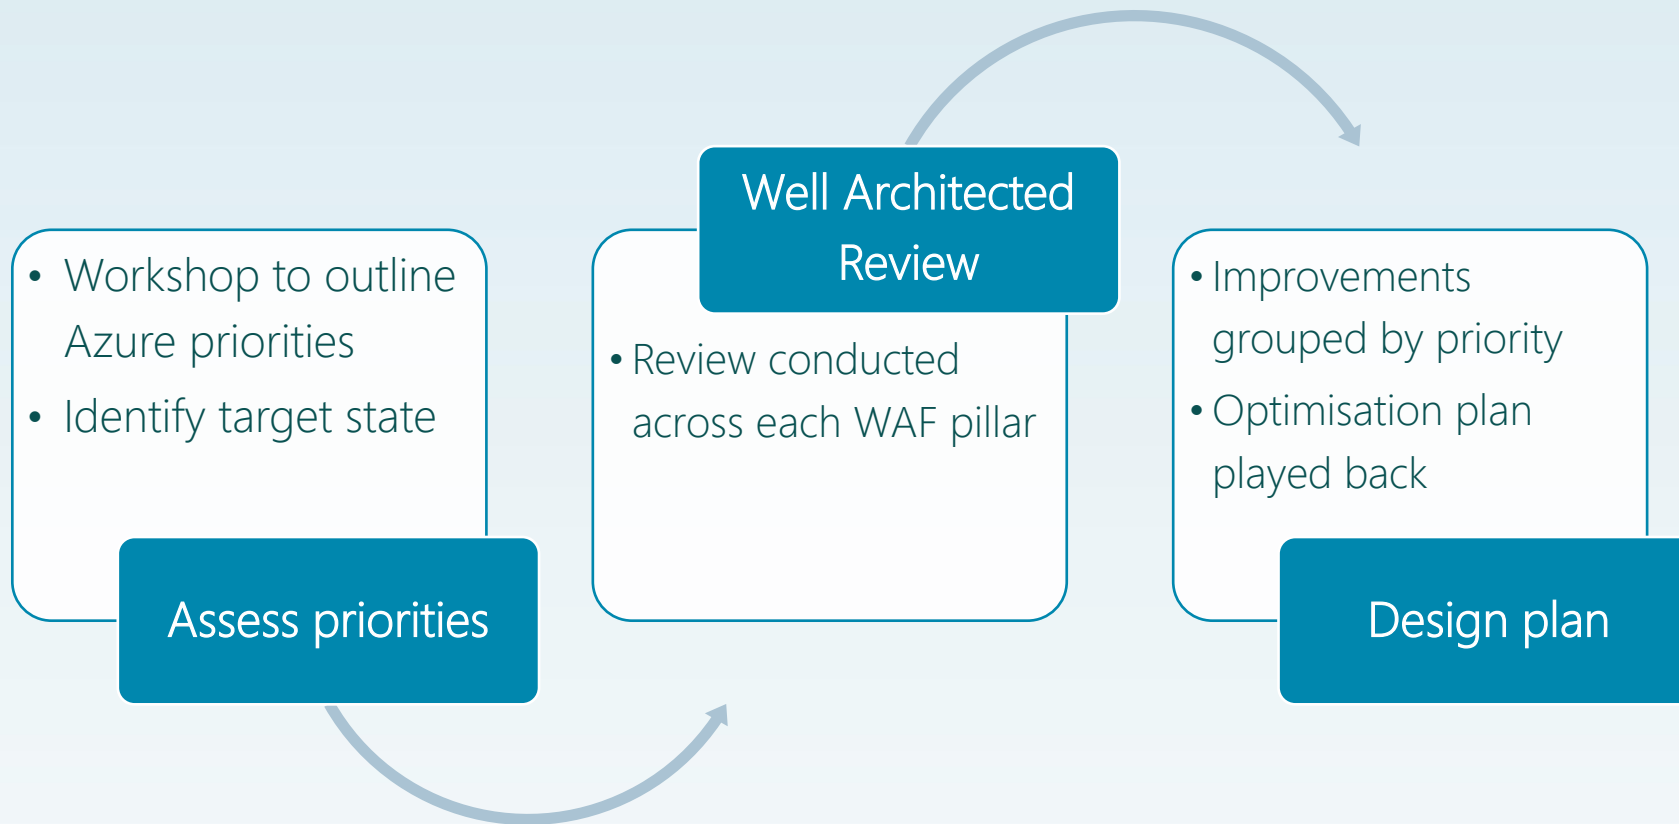 • Workshop to outline
Azure priorities
• Identify target state
Assess priorities
Well Architected
Review
• Review conducted
across each WAF pillar
• Improvements
grouped by priority
• Optimisation plan
played back
Design plan